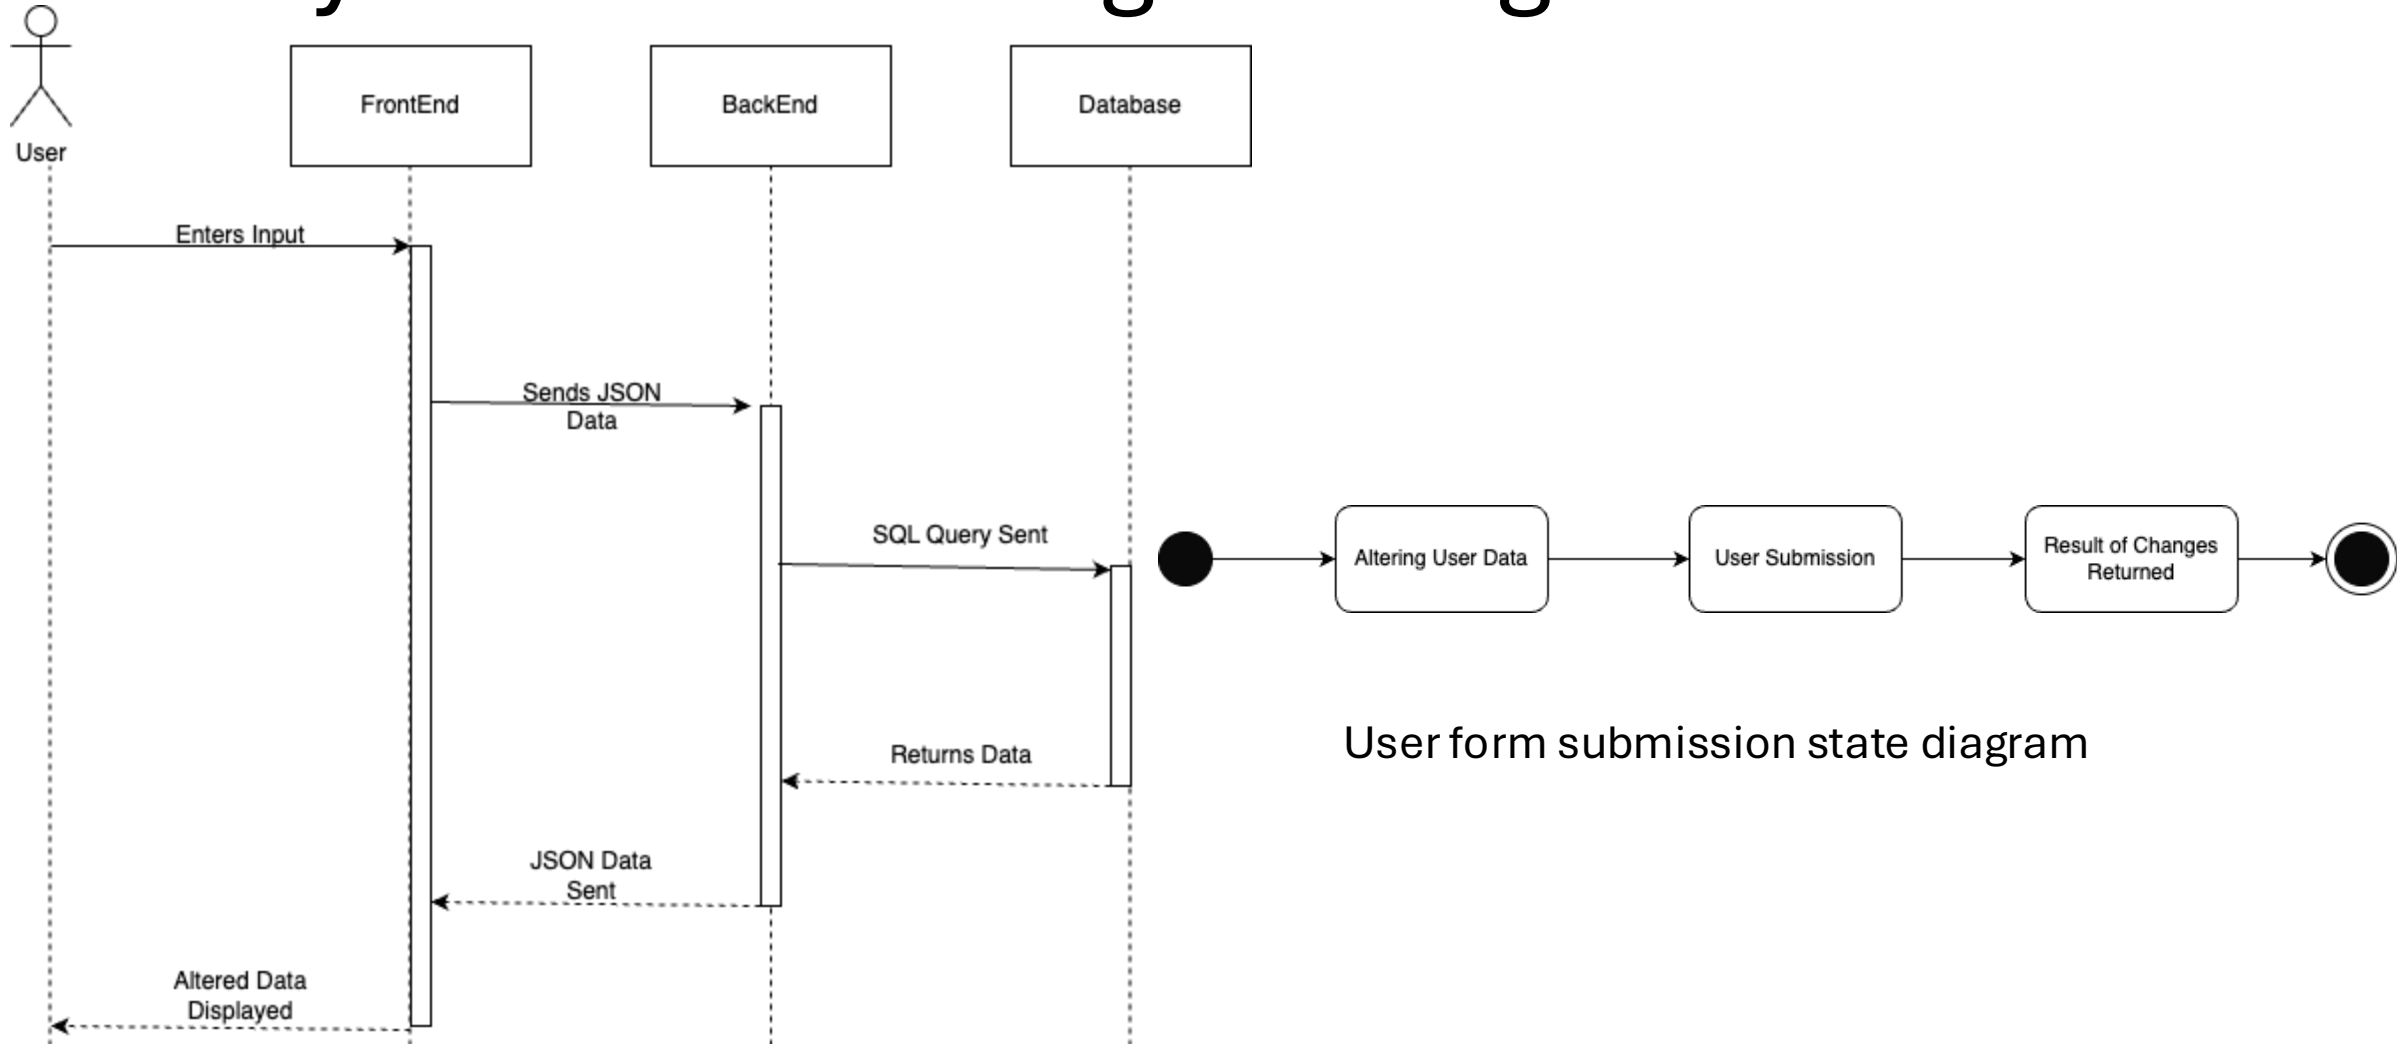 User
FrontEnd
BackEnd
Database
Enters Input
Sends JSON
Data
SQL Query Sent
Returns Data
JSON Data
Sent
Altered Data
Displayed
Altering User Data
User Submission
Result of Changes
Returned
User form submission state diagram